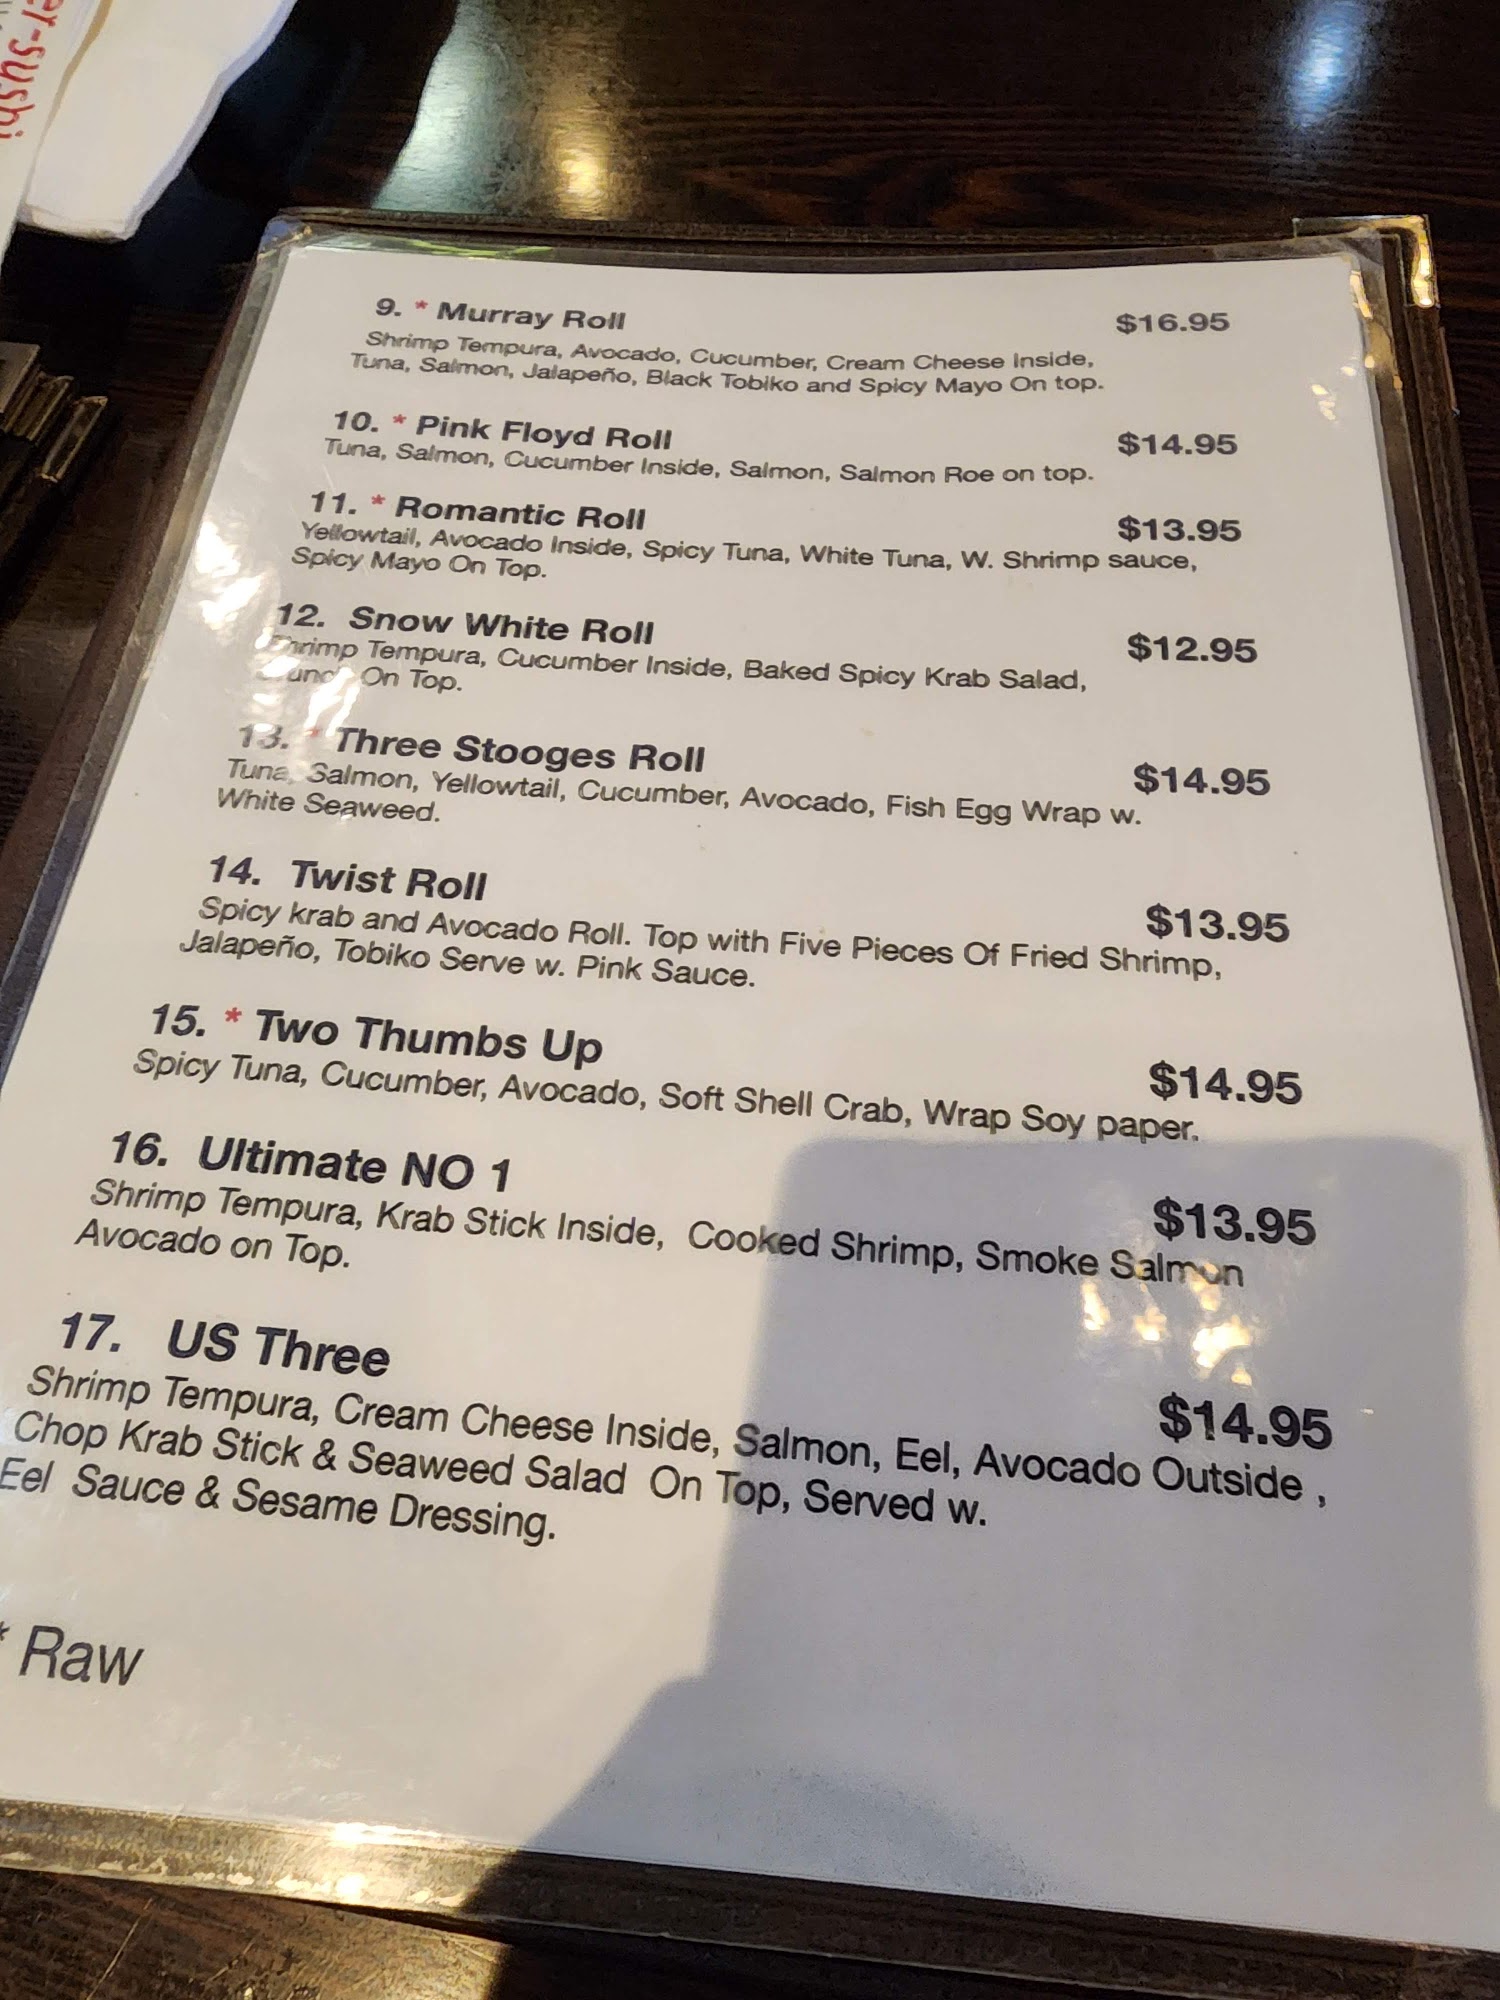 er-sushi
9. * Murray Roll $16.95
Shrimp Tempura, Avocado, Cucumber, Cream Cheese Inside,
Tuna, Salmon, Jalapeño, Black Tobiko and Spicy Mayo On top.
10. * Pink Floyd Roll $14.95
Tuna, Salmon, Cucumber Inside, Salmon, Salmon Roe on top.
11. * Romantic Roll $13.95
Yellowtail, Avocado Inside, Spicy Tuna, White Tuna, W. Shrimp sauce,
Spicy Mayo On Top.
12. Snow White Roll $12.95
Shrimp Tempura, Cucumber Inside, Baked Spicy Krab Salad,
On Top.
13. * Three Stooges Roll $14.95
Tuna, Salmon, Yellowtail, Cucumber, Avocado, Fish Egg Wrap w.
White Seaweed.
14. Twist Roll $13.95
Spicy krab and Avocado Roll. Top with Five Pieces Of Fried Shrimp,
Jalapeño, Tobiko Serve w. Pink Sauce.
15. * Two Thumbs Up $14.95
Spicy Tuna, Cucumber, Avocado, Soft Shell Crab, Wrap Soy paper.
16. Ultimate NO 1 $13.95
Shrimp Tempura, Krab Stick Inside, Cooked Shrimp, Smoke Salmon
Avocado on Top.
17. US Three $14.95
Shrimp Tempura, Cream Cheese Inside, Salmon, Eel, Avocado Outside ,
Chop Krab Stick & Seaweed Salad On Top, Served w.
Eel Sauce & Sesame Dressing.
* Raw